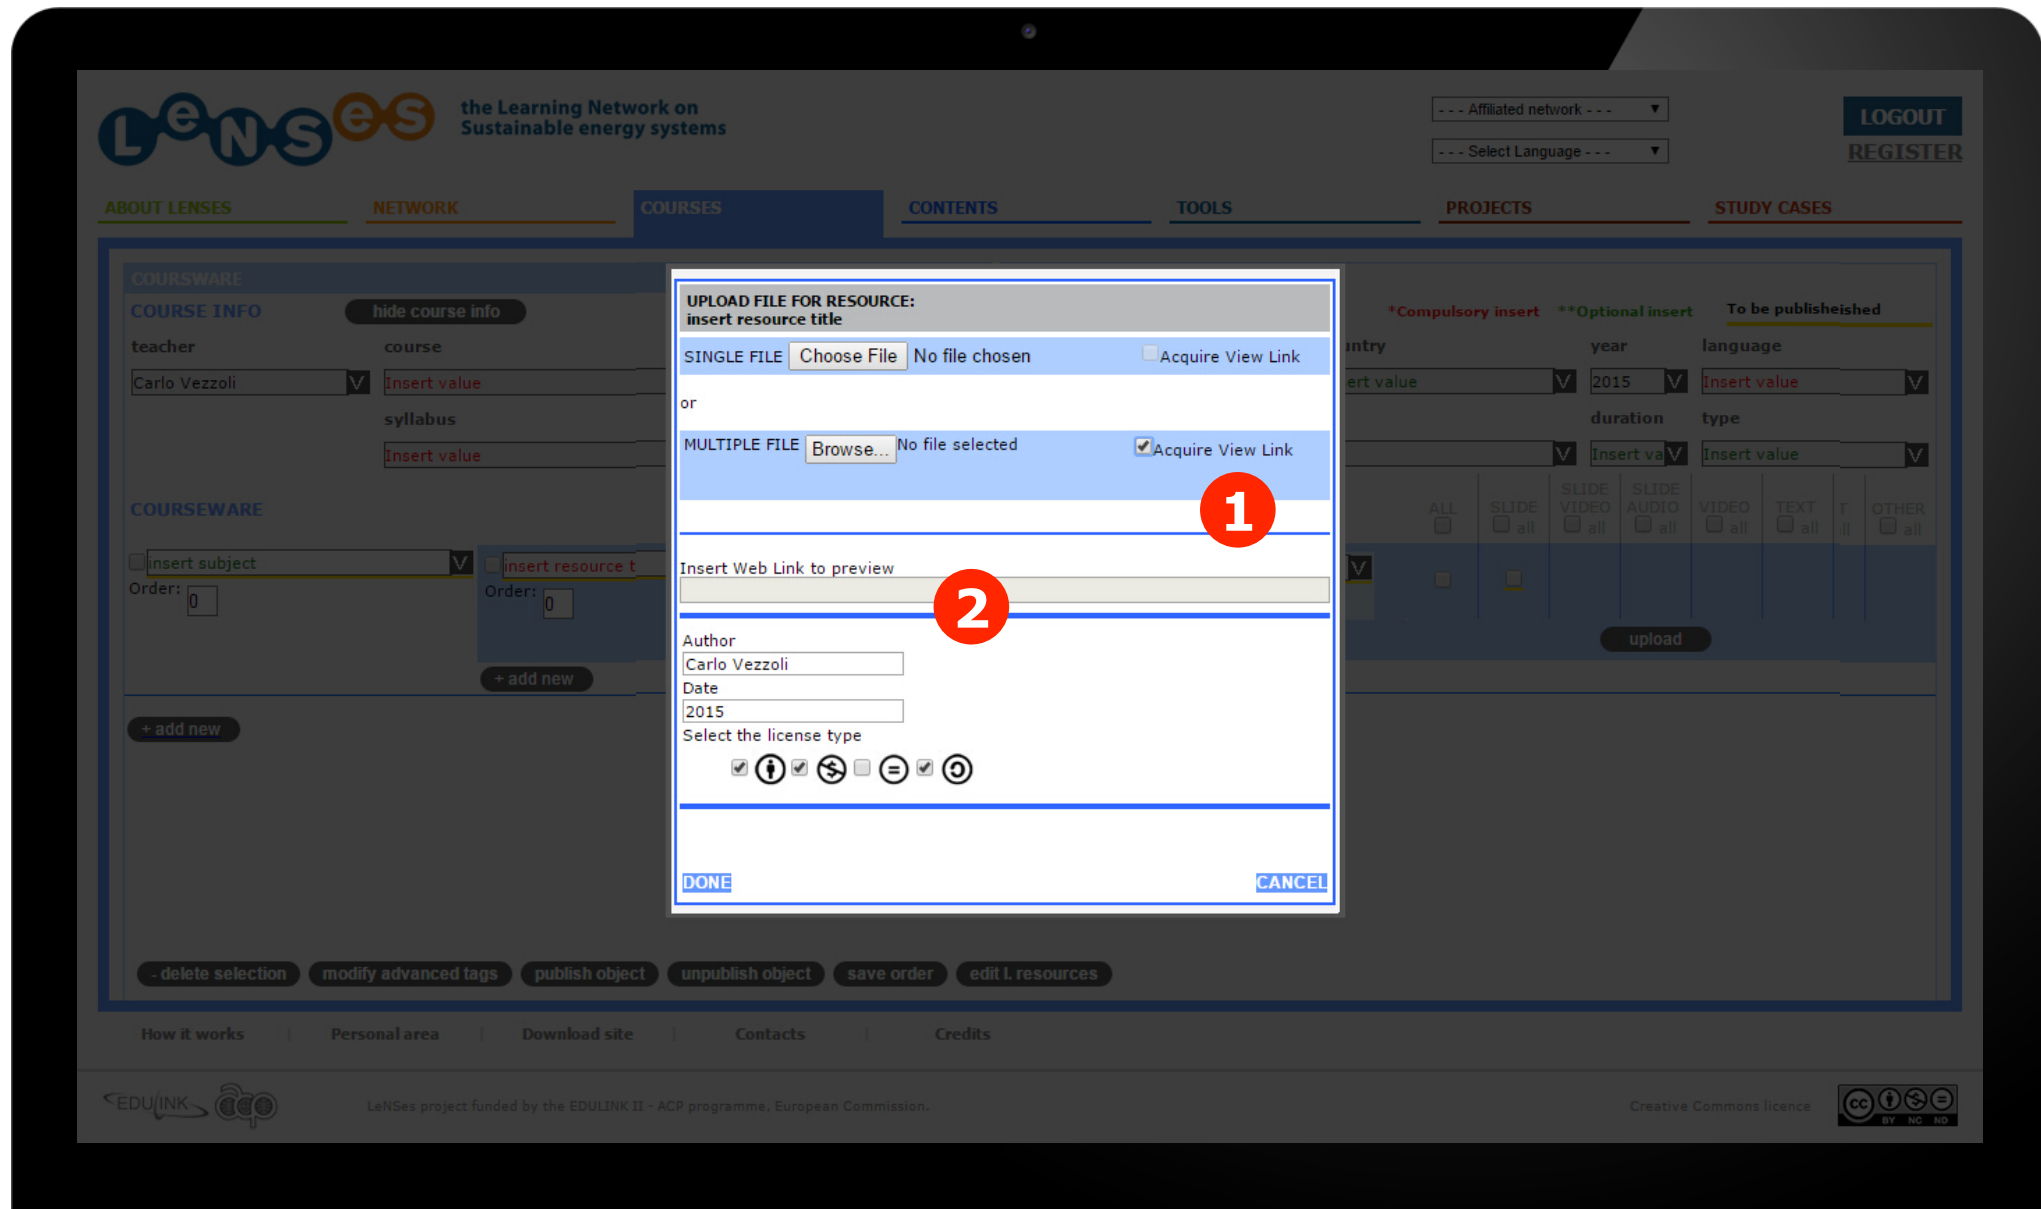 LeNSes
the Learning Network on
Sustainable energy systems
- - - Affiliated network - - -
- - - Select Language - - -
LOGOUT
REGISTER
ABOUT LENSES
NETWORK
COURSES
CONTENTS
TOOLS
PROJECTS
STUDY CASES
COURSWARE
COURSE INFO
hide course info
*Compulsory insert
**Optional insert
To be publisheished
teacher
course
untry
year
language
Carlo Vezzoli
V
Insert value
ert value
V
2015
V
Insert value
V
syllabus
duration
type
Insert value
V
Insert va
V
Insert value
V
COURSEWARE
ALL
SLIDE
all
SLIDE
VIDEO
all
SLIDE
AUDIO
all
VIDEO
all
TEXT
all
T
ll
OTHER
all
insert subject
V
insert resource t
V
Order:
0
Order:
0
upload
+ add new
+ add new
UPLOAD FILE FOR RESOURCE:
insert resource title
SINGLE FILE
Choose File
No file chosen
Acquire View Link
or
MULTIPLE FILE
Browse...
No file selected
Acquire View Link
1
Insert Web Link to preview
2
Author
Carlo Vezzoli
Date
2015
Select the license type
DONE
CANCEL
- delete selection
modify advanced tags
publish object
unpublish object
save order
edit l. resources
How it works
Personal area
Download site
Contacts
Credits
EDULINK
acp
LeNSes project funded by the EDULINK II - ACP programme, European Commission.
Creative Commons licence
cc
BY NC ND